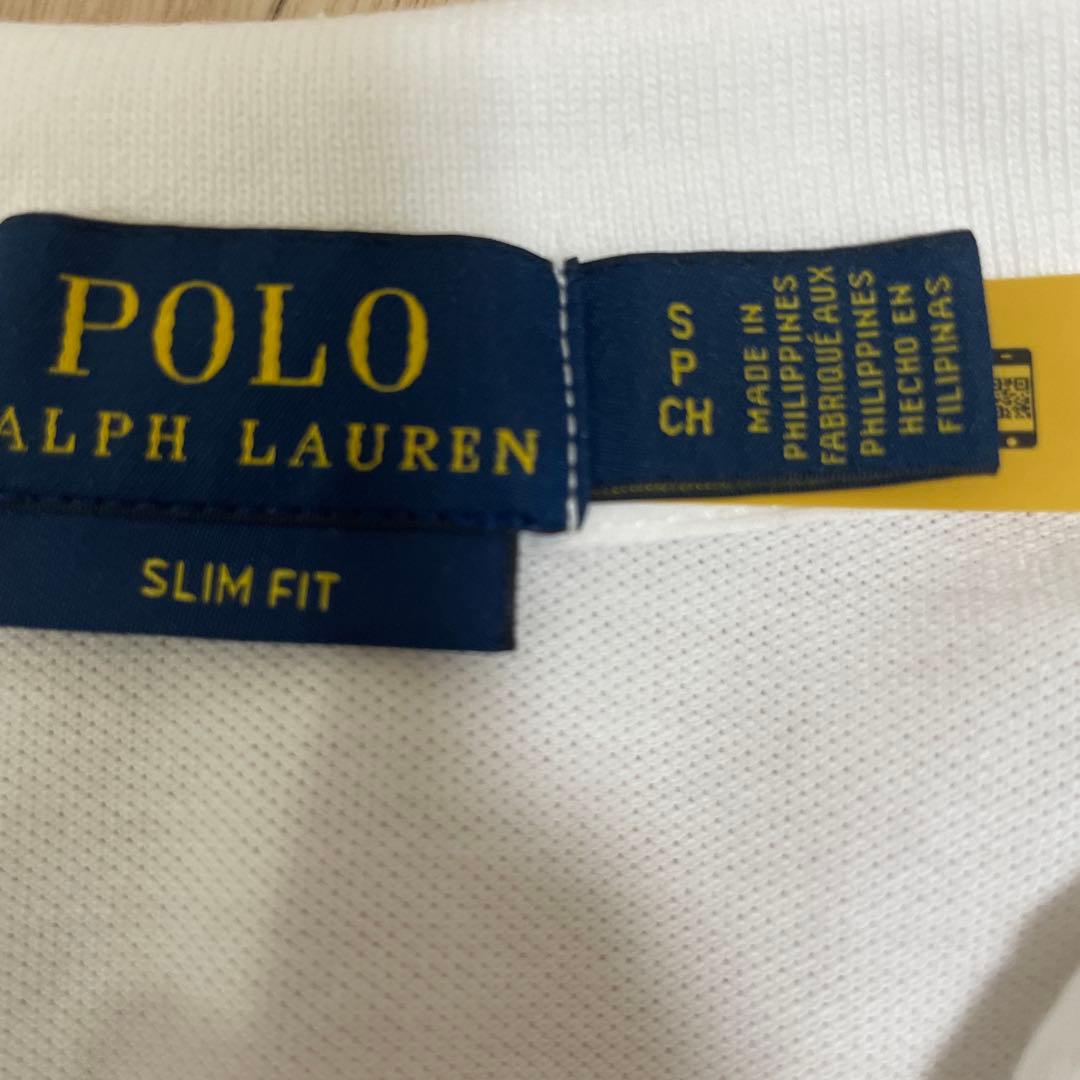 POLO
ALPH LAUREN
SLIM FIT
S
P
CH
MADE IN
PHILIPPINES
FABRIQUÉ AUX
PHILIPPINES
HECHO EN
FILIPINAS